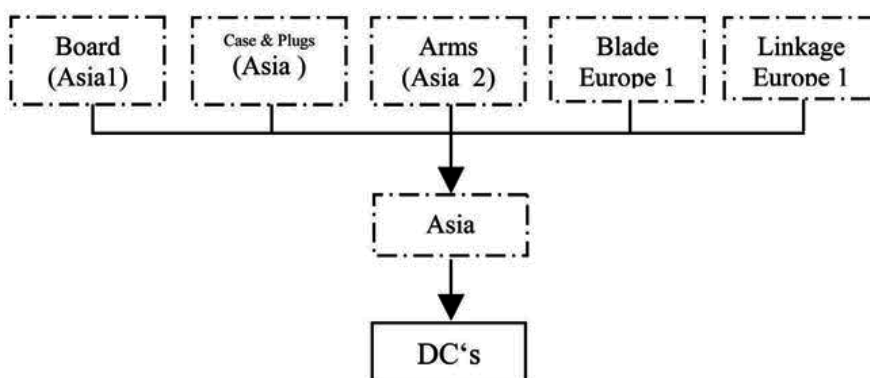 Board
(Asia1)
Case & Plugs
(Asia )
Arms
(Asia 2)
Blade
Europe 1
Linkage
Europe 1
Asia
DC‘s